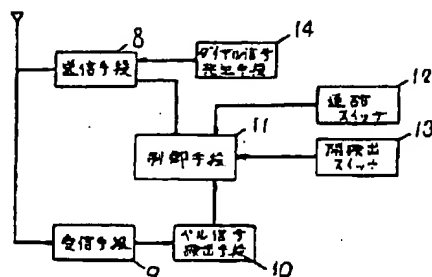 8
送信手段
14
ダイアル信号
発生手段
12
通話
スイッチ
11
制御手段
13
開検出
スイッチ
受信手段
9
ベル信号
検出手段
10